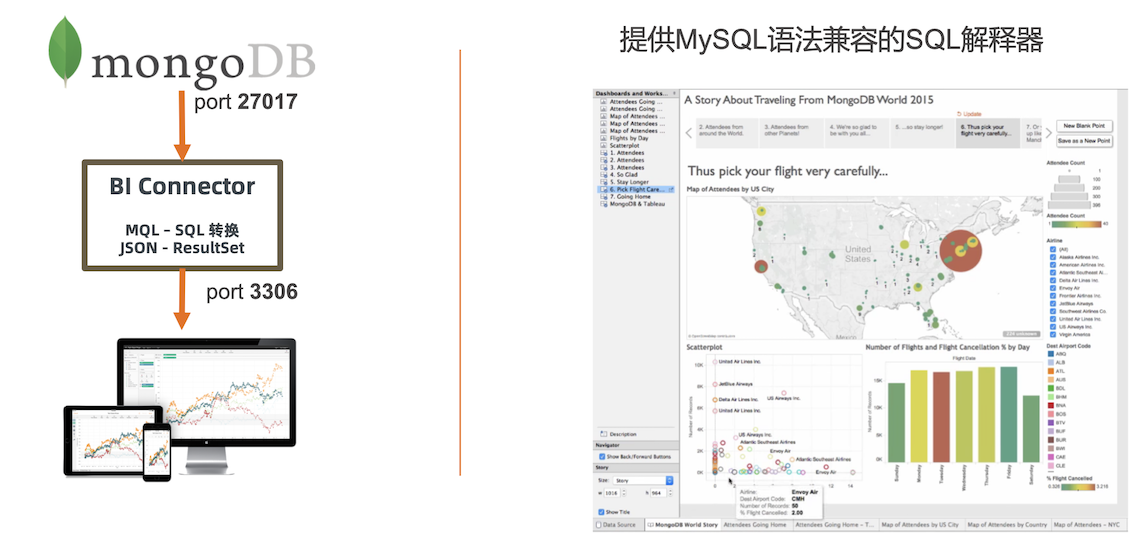 mongoDB
port 27017
BI Connector
MQL – SQL 转换
JSON - ResultSet
port 3306
提供MySQL语法兼容的SQL解释器
Dashboards and Works...
Attendees Going ...
Attendees Going ...
Map of Attendees ...
Map of Attendees ...
Map of Attendees ...
Flights by Day
Scatterplot
1. Attendees
2. Attendees
3. Attendees
4. So Glad
5. Stay Longer
6. Pick Flight Care...
7. Going Home
MongoDB & Tableau
Description
Navigator
Show Back/Forward Buttons
Story
Size: Story
w 1016 h 964
Show Title
A Story About Traveling From MongoDB World 2015
Update
2. Attendees from around the World.
3. Attendees from other Planets!
4. We're so glad to be with you all...
5. ...so stay longer!
6. Thus pick your flight very carefully...
7. Or
up like
New Blank Point
Save as a New Point
Thus pick your flight very carefully...
Map of Attendees by US City
United States
Mexico
Attendee Count
1
100
200
300
398
Attendee Count
1 40
Airline
(All)
Alaska Airlines Inc.
American Airlines Inc.
Atlantic Southeast Ai...
Delta Air Lines Inc.
Envoy Air
Frontier Airlines Inc.
JetBlue Airways
Southwest Airlines Co.
United Air Lines Inc.
US Airways Inc.
Virgin America
Dest Airport Code
ABQ
ALB
ATL
AUS
BDL
BHM
BNA
BOS
BTV
BUF
BUR
BWI
CAE
CLE
% Flight Cancelled
0.326 3.216
Scatterplot
Number of Records
10K
8K
6K
4K
2K
0K
United Air Lines Inc.
JetBlue Airways
Delta Air Lines Inc.
US Airways Inc.
United Air Lines Inc.
US Airways Inc.
Atlantic Southeast Airlines
Envoy Air
Atlantic Southeast Airlines
Envoy Air
0 2 8 10 12 14
Airline: Envoy Air
Dest Airport Code: CMH
Number of Records: 50
% Flight Cancelled: 2.00
Number of Flights and Flight Cancellation % by Day
Flight Date
Number of Records
15K
10K
5K
0K
Sunday
Monday
Tuesday
Wednesday
Thursday
Friday
Saturday
Data Source
MongoDB World Story
Attendees Going Home
Attendees Going Home – T...
Map of Attendees by US City
Map of Attendees by Country
Map of Attendees – NYC